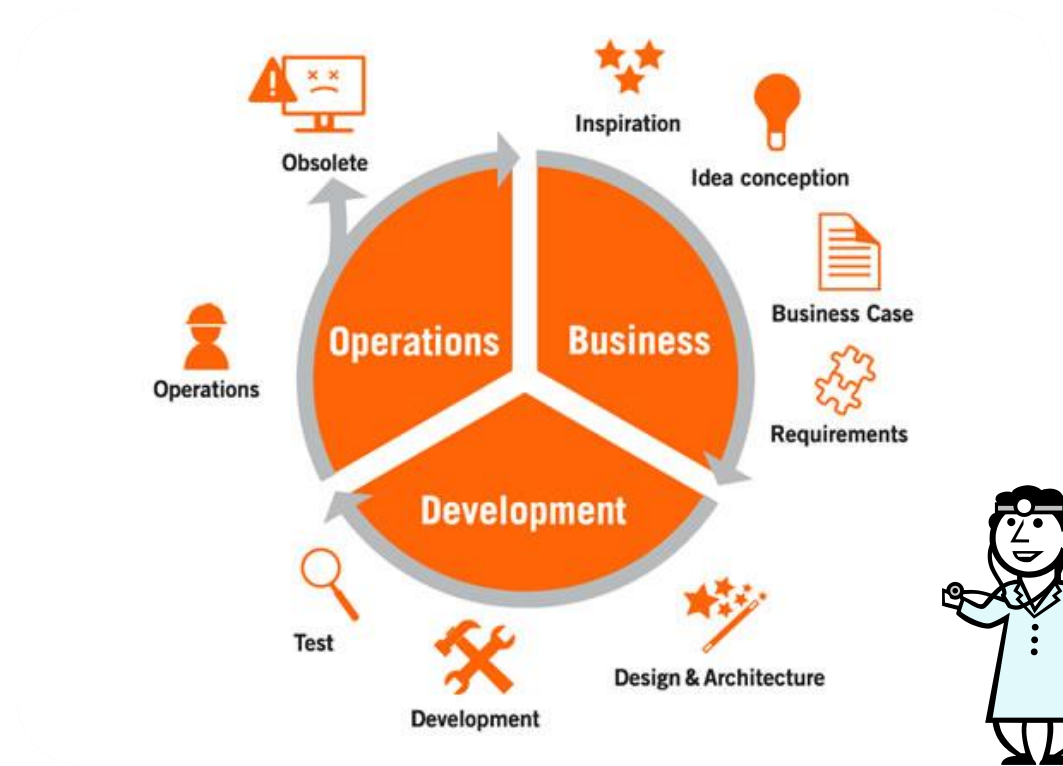 Inspiration
Obsolete
Idea conception
Business Case
Operations
Business
Operations
Requirements
Development
Test
Design & Architecture
Development